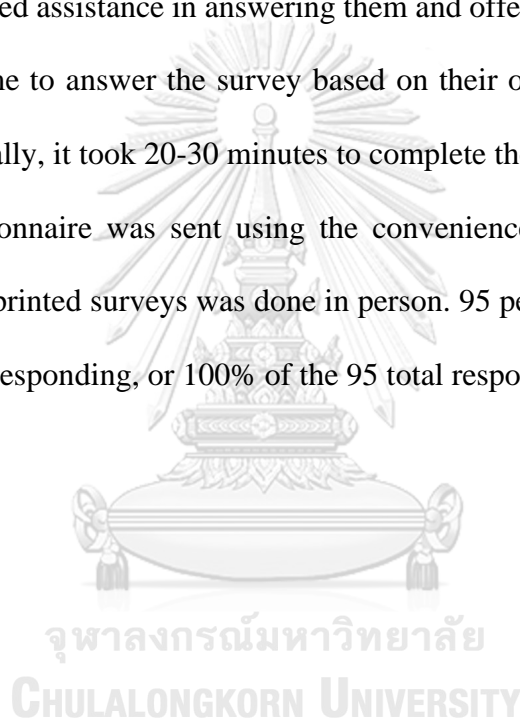 ed assistance in answering them and offe
ne to answer the survey based on their o
ally, it took 20-30 minutes to complete th
onnaire was sent using the convenience
printed surveys was done in person. 95 pe
esponding, or 100% of the 95 total respo
จุฬาลงกรณ์มหาวิทยาลัย
CHULALONGKORN UNIVERSITY